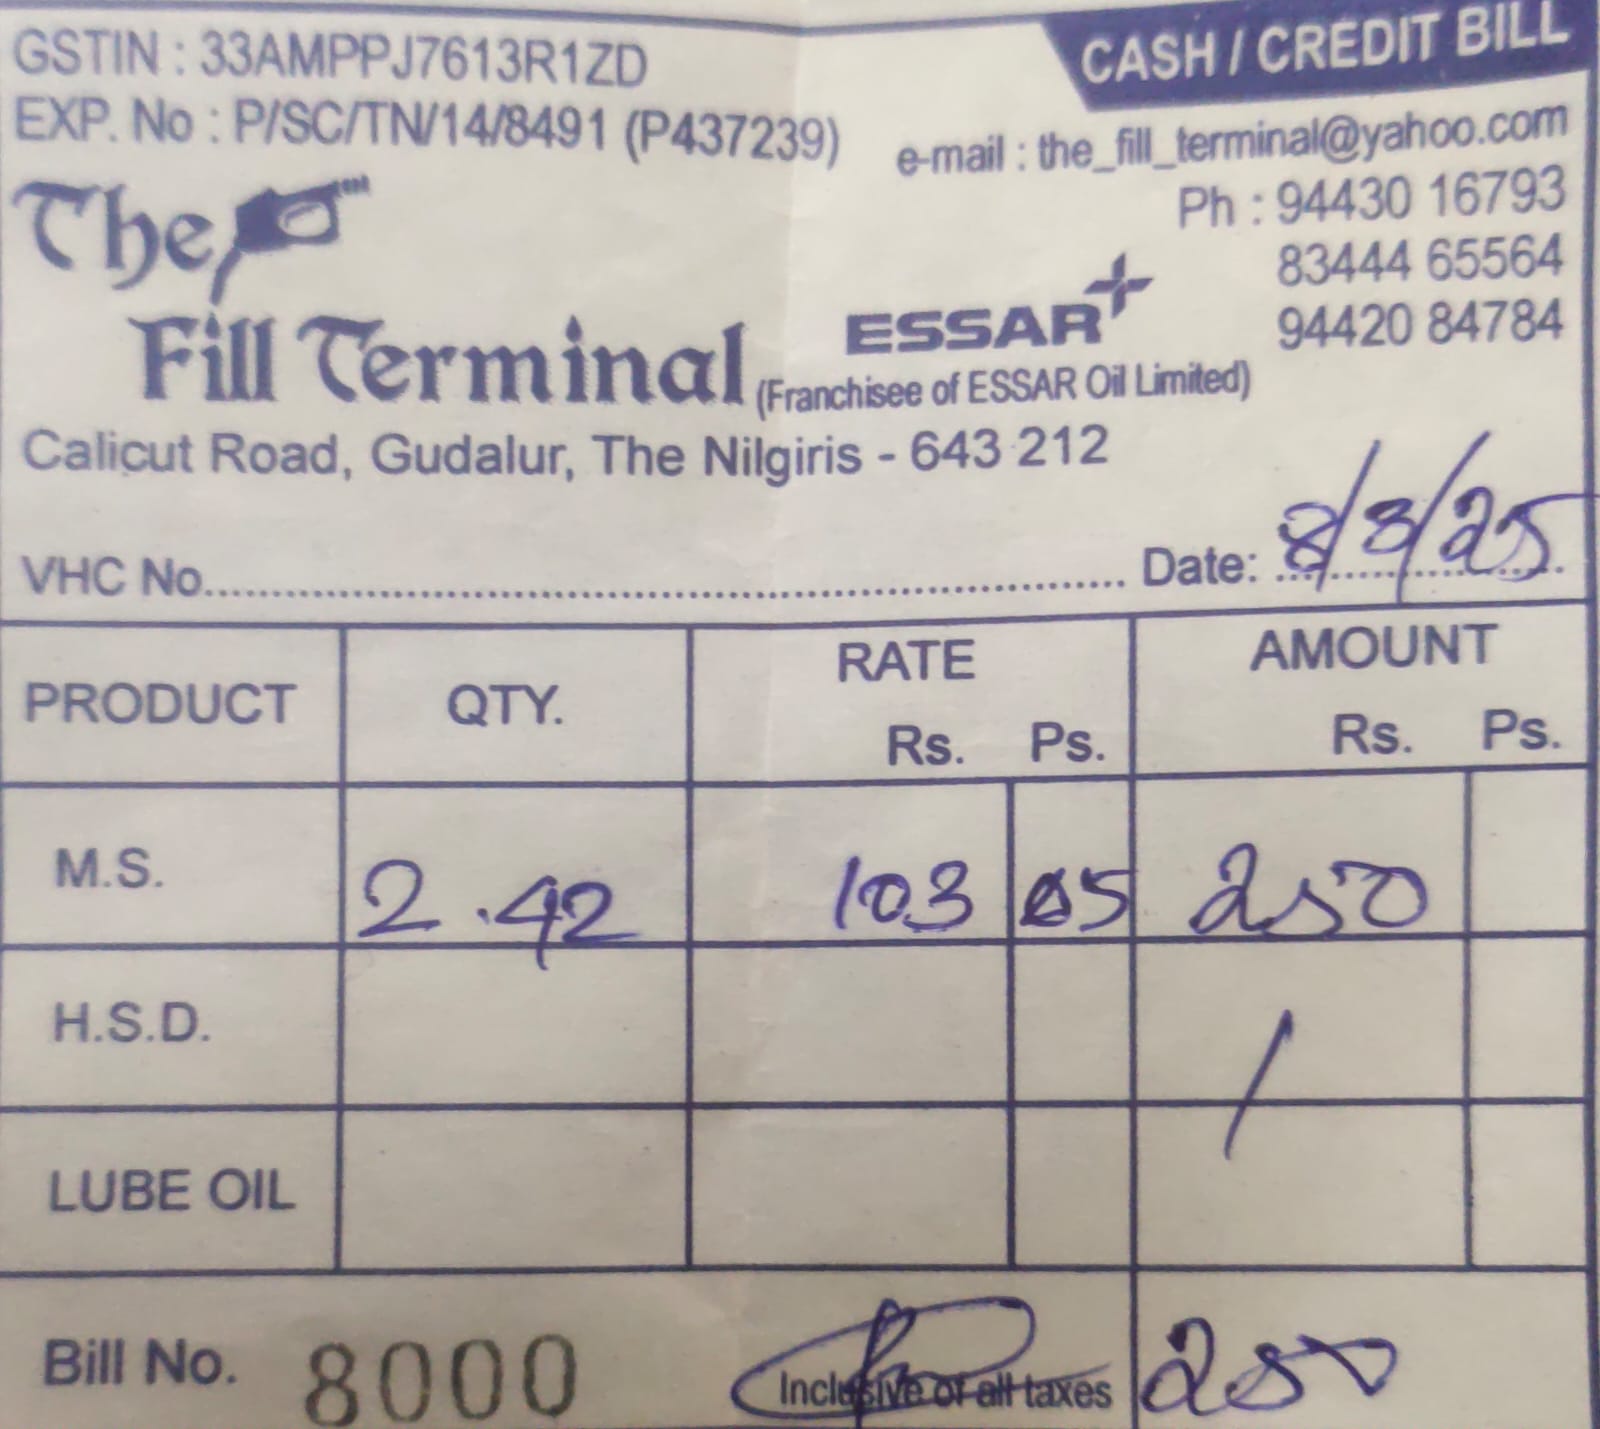 GSTIN : 33AMPPJ7613R1ZD
CASH / CREDIT BILL
EXP. No : P/SC/TN/14/8491 (P437239)
e-mail : the_fill_terminal@yahoo.com
Ph : 94430 16793
83444 65564
94420 84784
The
Fill Terminal
ESSAR
(Franchisee of ESSAR Oil Limited)
Calicut Road, Gudalur, The Nilgiris - 643 212
VHC No. Date: 8/3/25
PRODUCT QTY. RATE Rs. Ps. AMOUNT Rs. Ps.
M.S. 2.42 103 05 250
H.S.D.
LUBE OIL
Bill No. 8000 Inclusive of all taxes 250